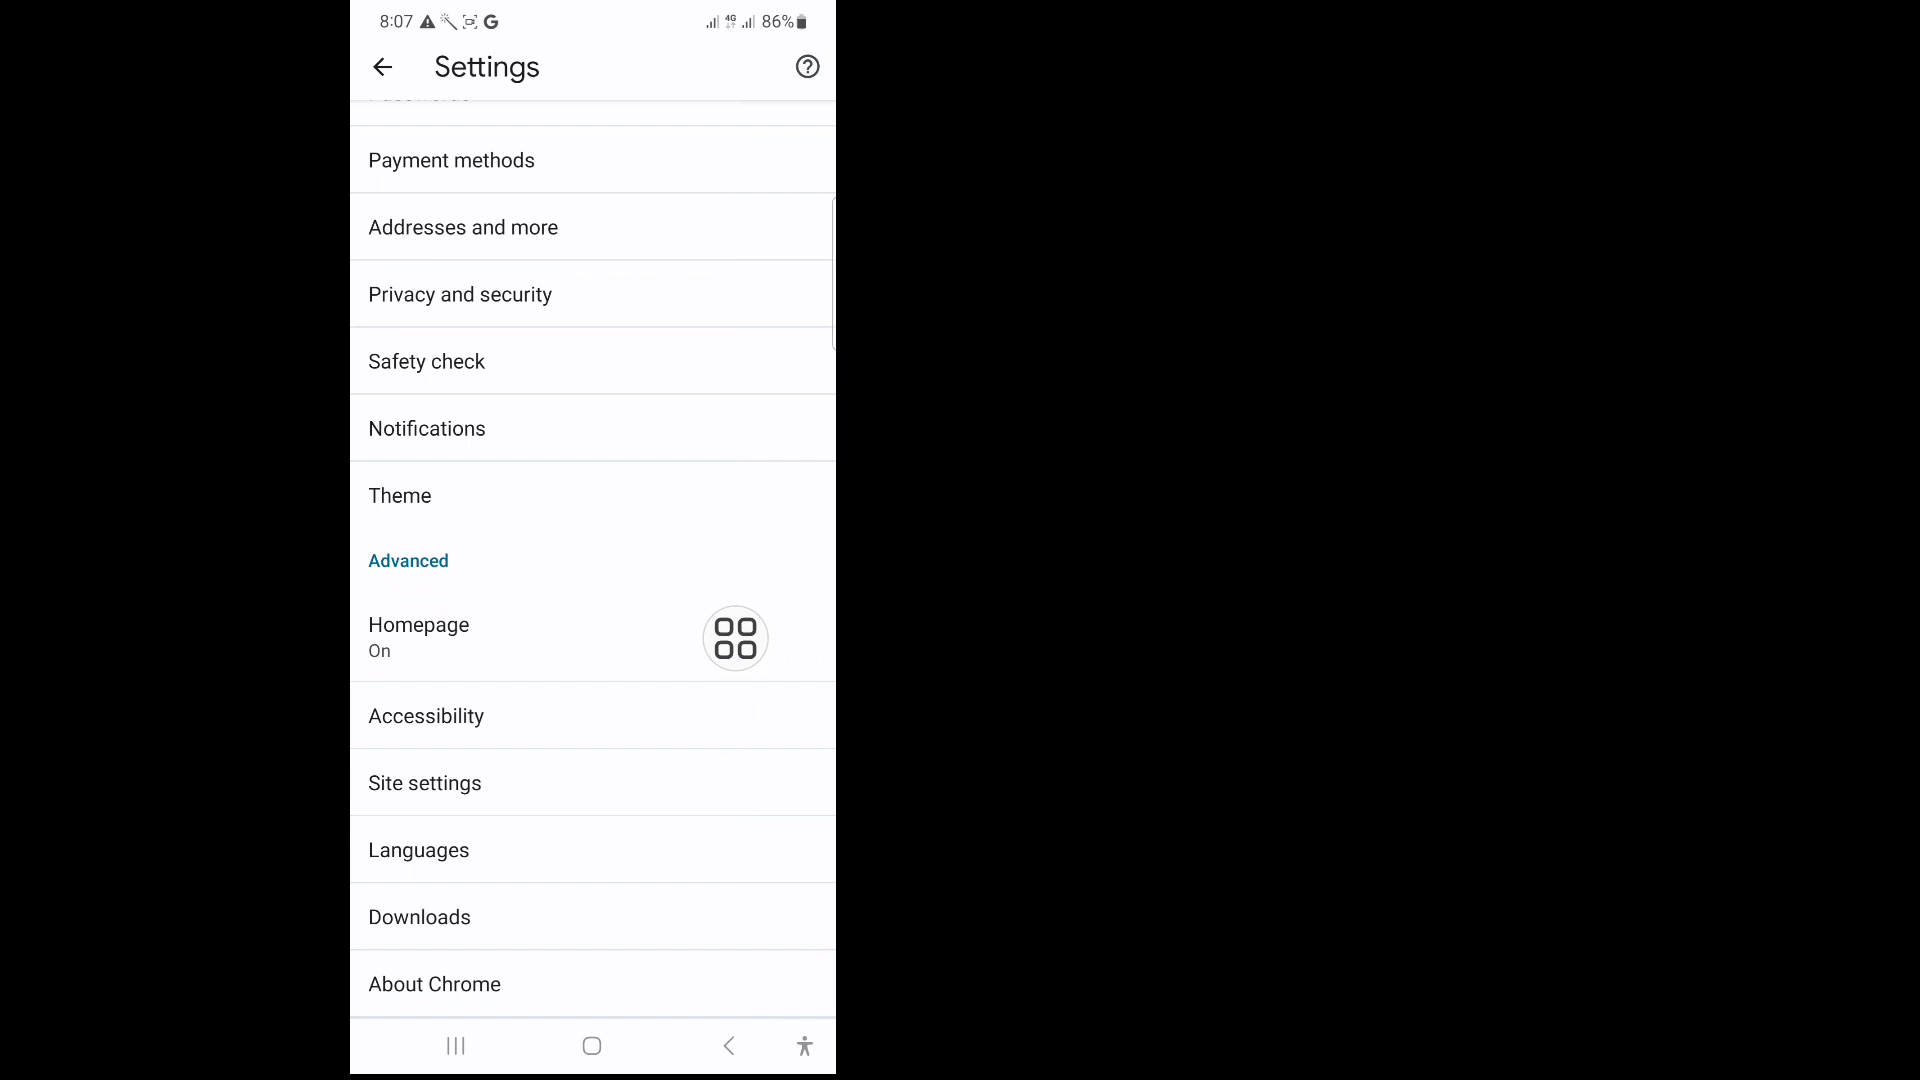 8:07 G 4G 86%
Settings
Payment methods
Addresses and more
Privacy and security
Safety check
Notifications
Theme
Advanced
Homepage
On
Accessibility
Site settings
Languages
Downloads
About Chrome